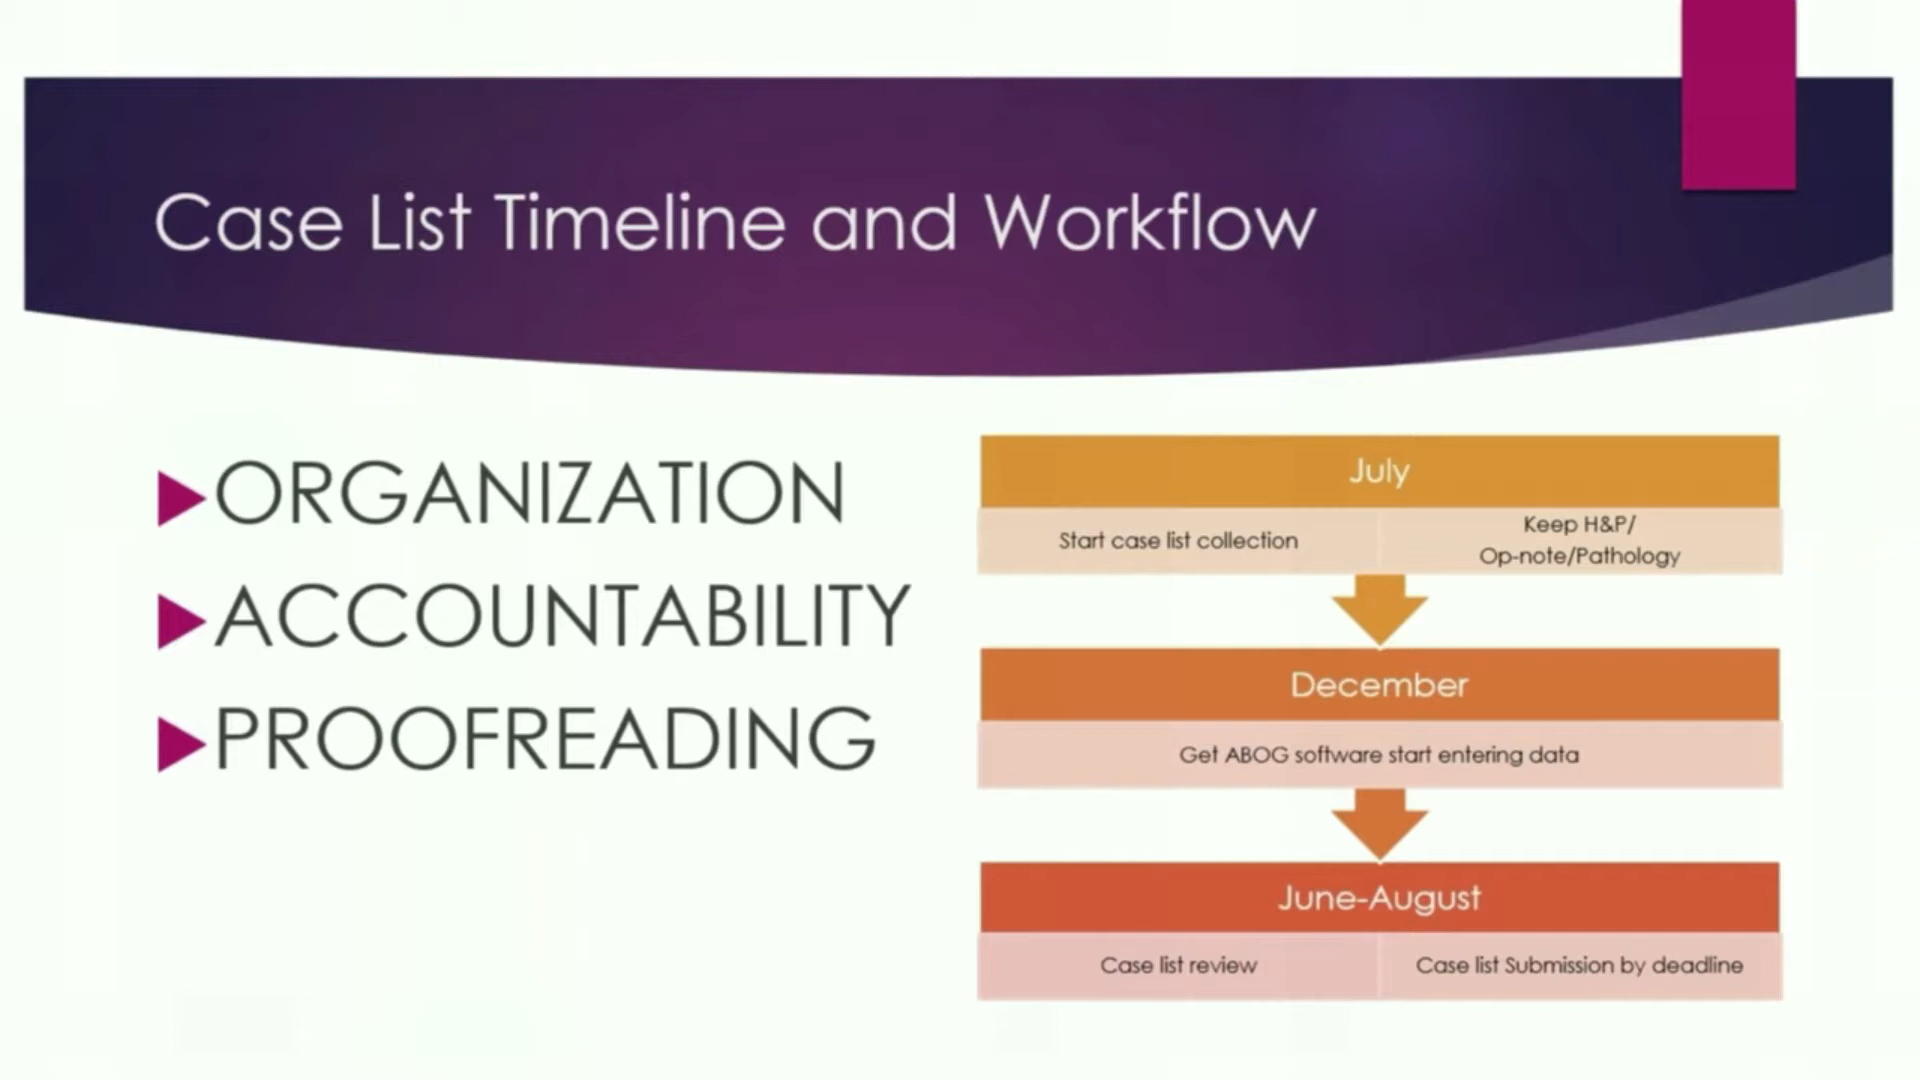 Case List Timeline and Workflow
ORGANIZATION
ACCOUNTABILITY
PROOFREADING
July
Start case list collection
Keep H&P/
Op-note/Pathology
December
Get ABOG software start entering data
June-August
Case list review
Case list Submission by deadline